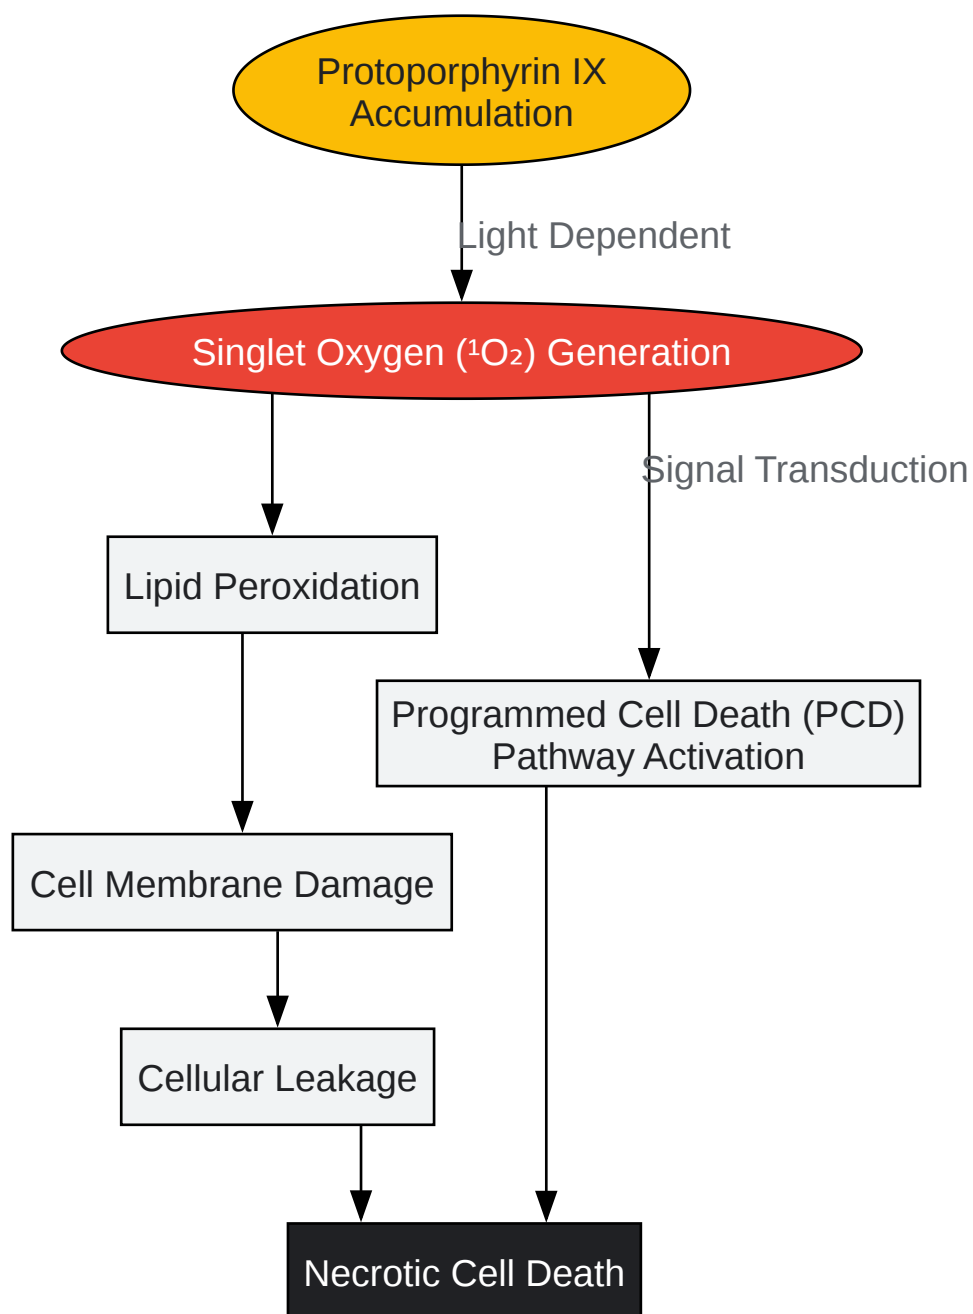 Protoporphyrin IX
Accumulation
Light Dependent
Singlet Oxygen (¹O₂) Generation
Signal Transduction
Lipid Peroxidation
Programmed Cell Death (PCD)
Pathway Activation
Cell Membrane Damage
Cellular Leakage
Necrotic Cell Death